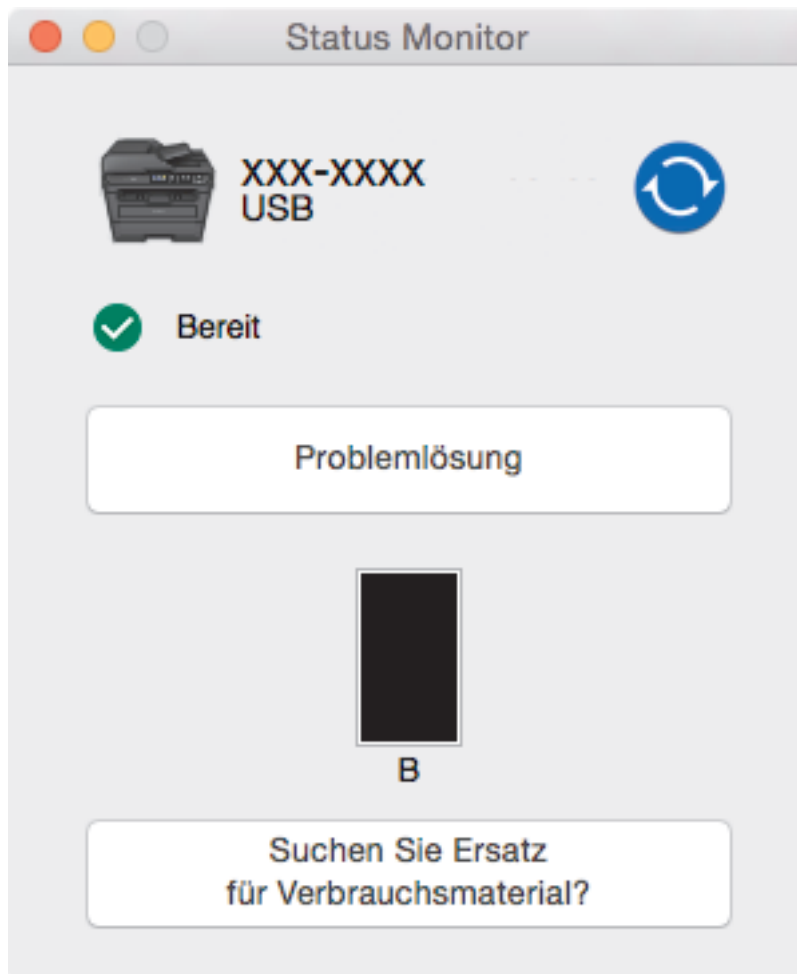 Status Monitor
XXX-XXXX
USB
Bereit
Problemlösung
B
Suchen Sie Ersatz
für Verbrauchsmaterial?